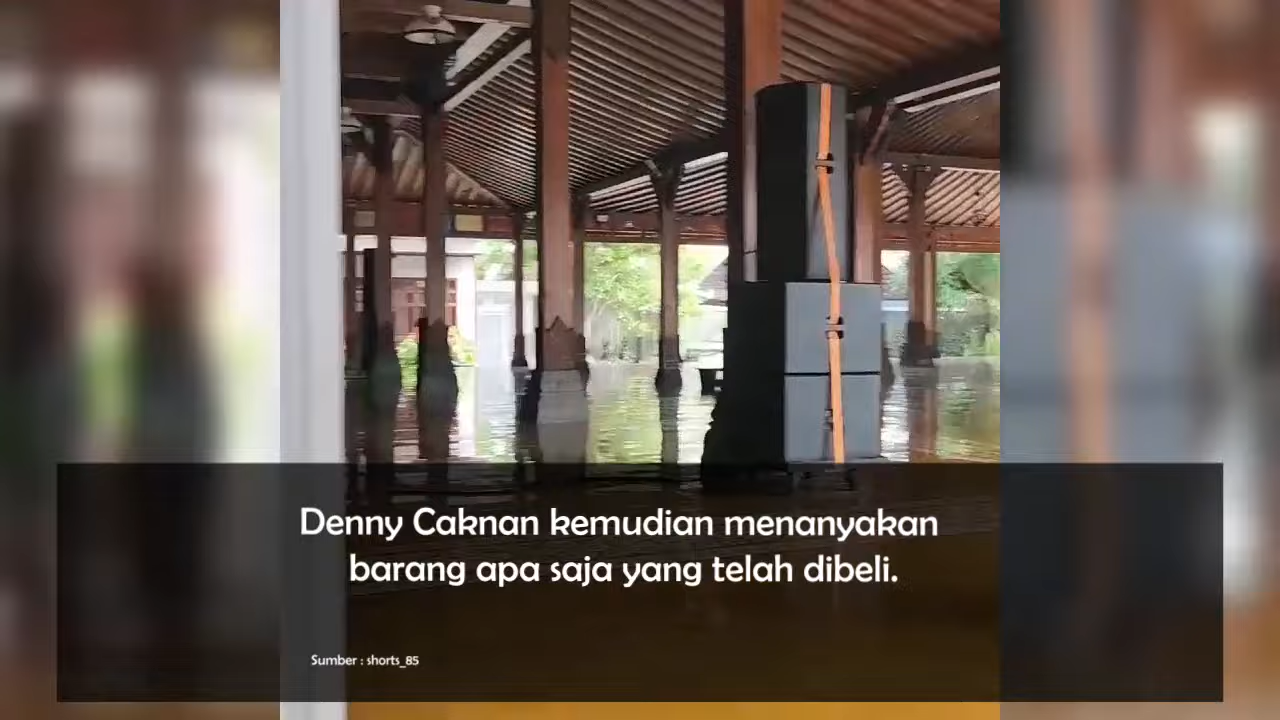 Denny Caknan kemudian menanyakan
barang apa saja yang telah dibeli.
Sumber : shorts_85